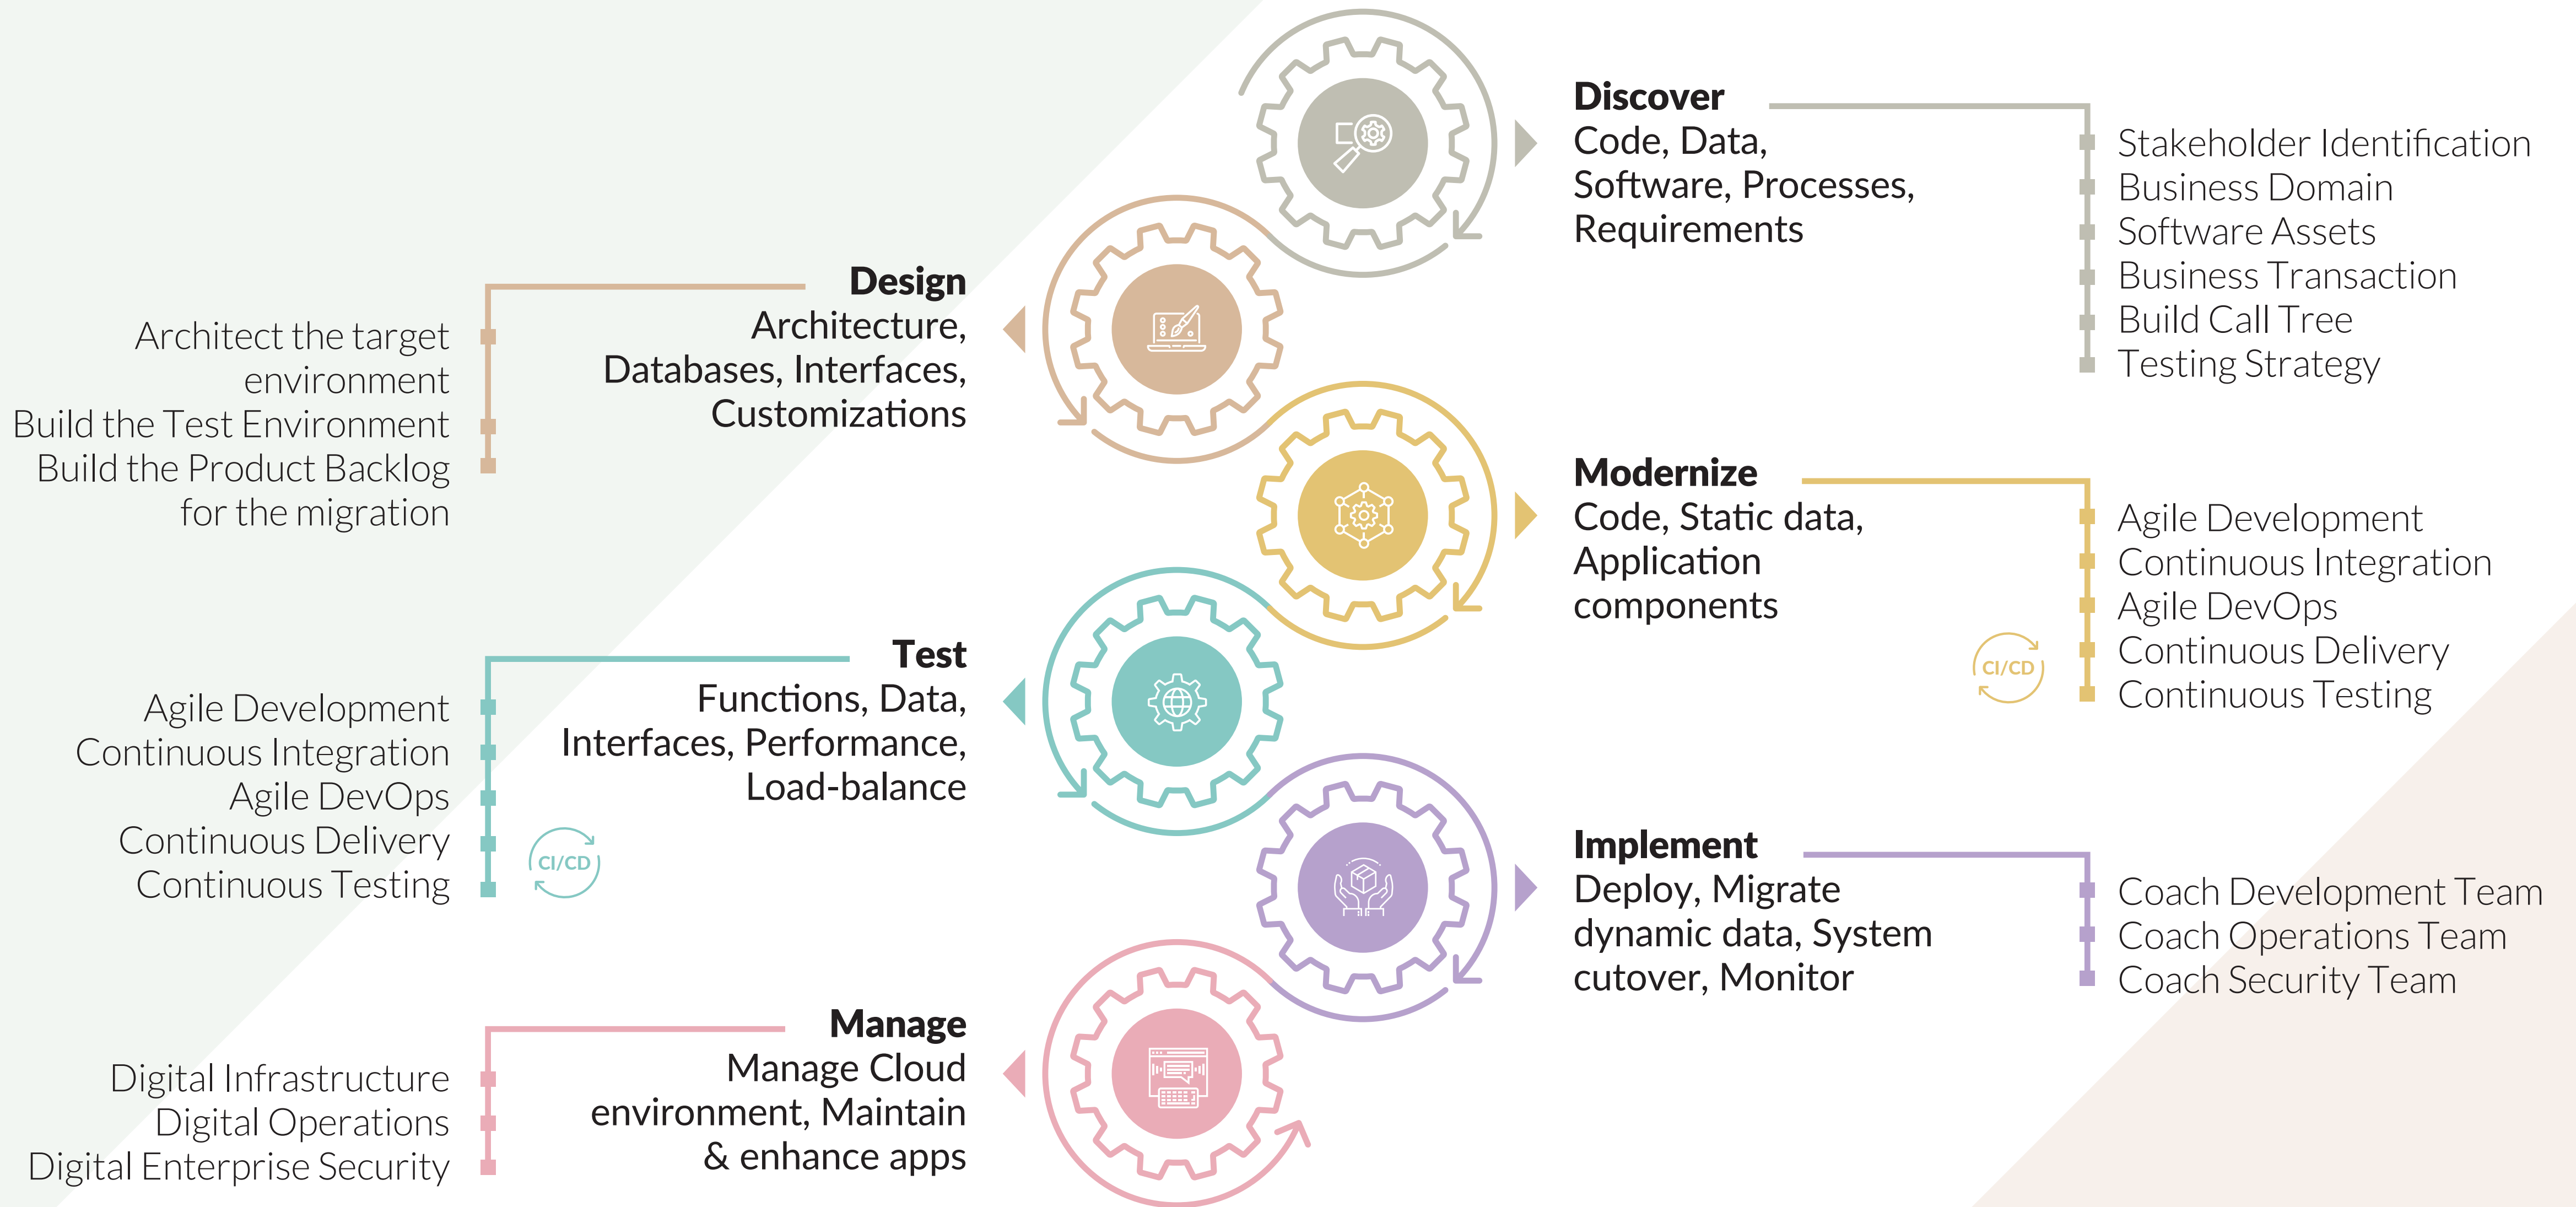 Discover
Code, Data,
Software, Processes,
Requirements
Stakeholder Identification
Business Domain
Software Assets
Business Transaction
Build Call Tree
Testing Strategy
Design
Architecture,
Databases, Interfaces,
Customizations
Architect the target
environment
Build the Test Environment
Build the Product Backlog
for the migration
Modernize
Code, Static data,
Application
components
CI/CD
Agile Development
Continuous Integration
Agile DevOps
Continuous Delivery
Continuous Testing
Test
Functions, Data,
Interfaces, Performance,
Load-balance
Agile Development
Continuous Integration
Agile DevOps
Continuous Delivery
Continuous Testing
CI/CD
Implement
Deploy, Migrate
dynamic data, System
cutover, Monitor
Coach Development Team
Coach Operations Team
Coach Security Team
Manage
Manage Cloud
environment, Maintain
& enhance apps
Digital Infrastructure
Digital Operations
Digital Enterprise Security